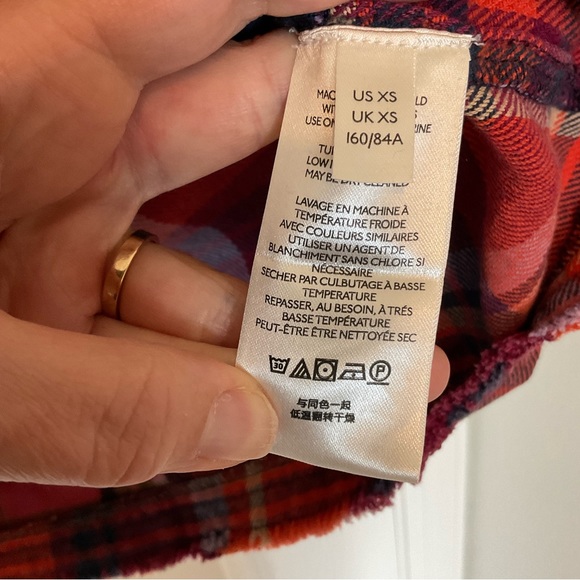 US XS
UK XS
160/84A
MAY BE DRY CLEANED
LAVAGE EN MACHINE À
TEMPÉRATURE FROIDE
AVEC COULEURS SIMILAIRES
UTILISER UN AGENT DE
BLANCHIMENT SANS CHLORE SI
NÉCESSAIRE
SECHER PAR CULBUTAGE À BASSE
TEMPERATURE
REPASSER, AU BESOIN, À TRÉS
BASSE TEMPÉRATURE
PEUT-ÊTRE ÊTRE NETTOYÉE SEC
30 P
与同色一起
低温翻转干燥